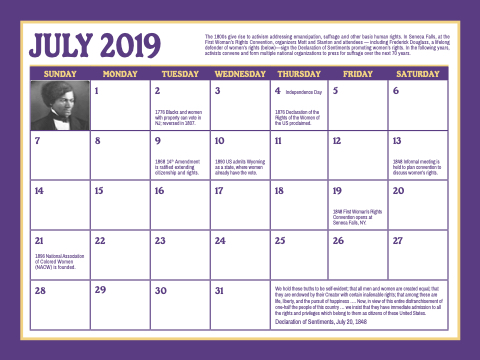 JULY 2019
The 1800s give rise to activism addressing emancipation, suffrage and other basic human rights. In Seneca Falls, at the
First Woman's Rights Convention, organizers Mott and Stanton and attendees — including Frederick Douglass, a lifelong
defender of women's rights (below)—sign the Declaration of Sentiments promoting women's rights. In the following years,
activists convene and form multiple national organizations to press for suffrage over the next 70 years.
SUNDAY MONDAY TUESDAY WEDNESDAY THURSDAY FRIDAY SATURDAY
1 2 3 4 Independence Day 5 6
1776 Blacks and women
with property can vote in
NJ; reversed in 1807.
1876 Declaration of the
Rights of the Women of
the US proclaimed.
7 8 9 10 11 12 13
1868 14th Amendment
is ratified extending
citizenship and rights.
1890 US admits Wyoming
as a state, where women
already have the vote.
1848 Informal meeting is
held to plan convention to
discuss women's rights.
14 15 16 17 18 19 20
1848 First Woman's Rights
Convention opens at
Seneca Falls, NY.
21 22 23 24 25 26 27
1896 National Association
of Colored Women
(NACW) is founded.
28 29 30 31
We hold these truths to be self-evident; that all men and women are created equal; that
they are endowed by their Creator with certain inalienable rights; that among these are
life, liberty, and the pursuit of happiness . . . . Now, in view of this entire disfranchisement of
one-half the people of this country ... we insist that they have immediate admission to all
the rights and privileges which belong to them as citizens of these United States.
Declaration of Sentiments, July 20, 1848